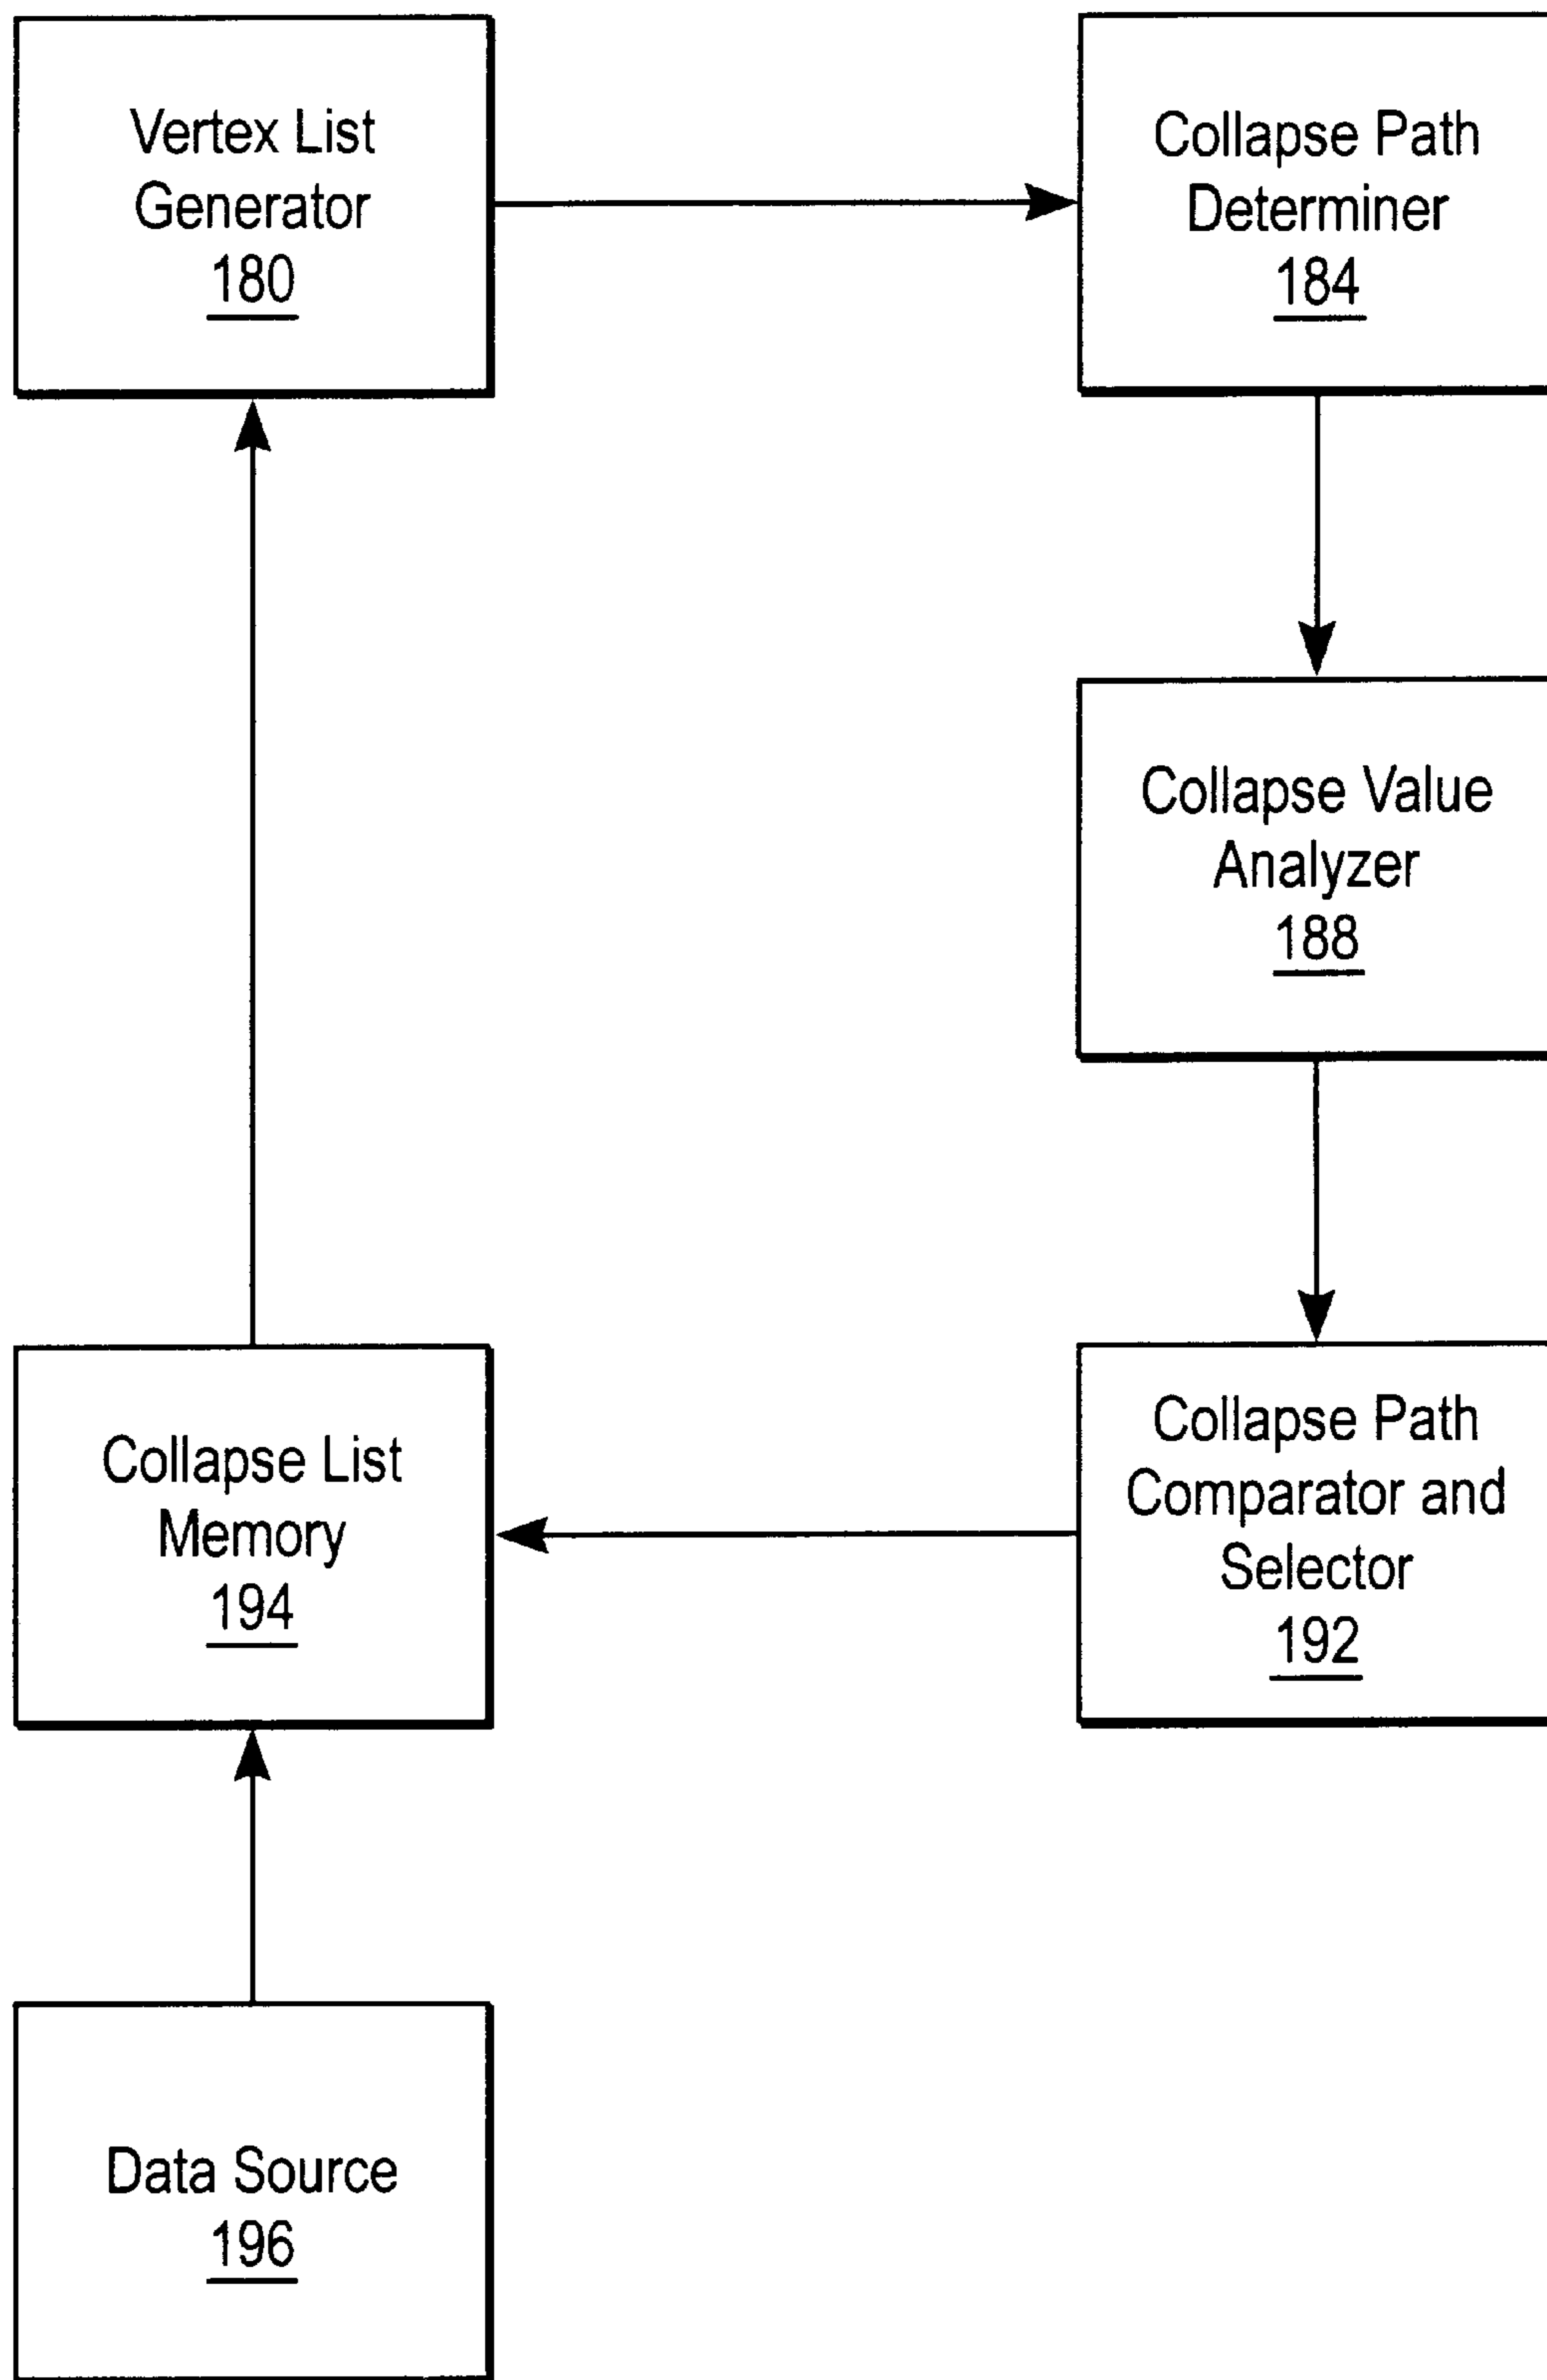 Vertex List
Generator
180
Collapse Path
Determiner
184
Collapse Value
Analyzer
188
Collapse List
Memory
194
Collapse Path
Comparator and
Selector
192
Data Source
196